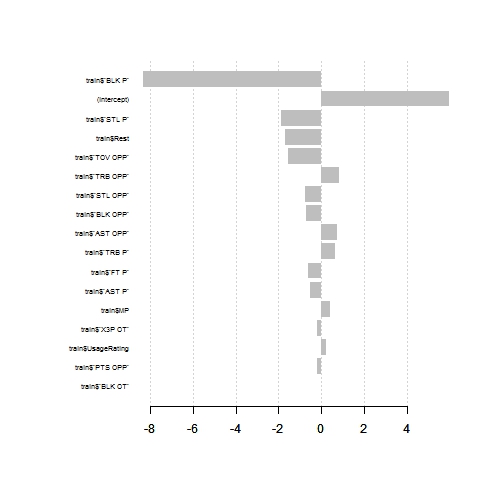 train$`BLK P`
(Intercept)
train$`STL P`
train$Rest
train$`TOV OPP`
train$`TRB OPP`
train$`STL OPP`
train$`BLK OPP`
train$`AST OPP`
train$`TRB P`
train$`FT P`
train$`AST P`
train$MP
train$`X3P OT`
train$UsageRating
train$`PTS OPP`
train$`BLK OT`
-8 -6 -4 -2 0 2 4